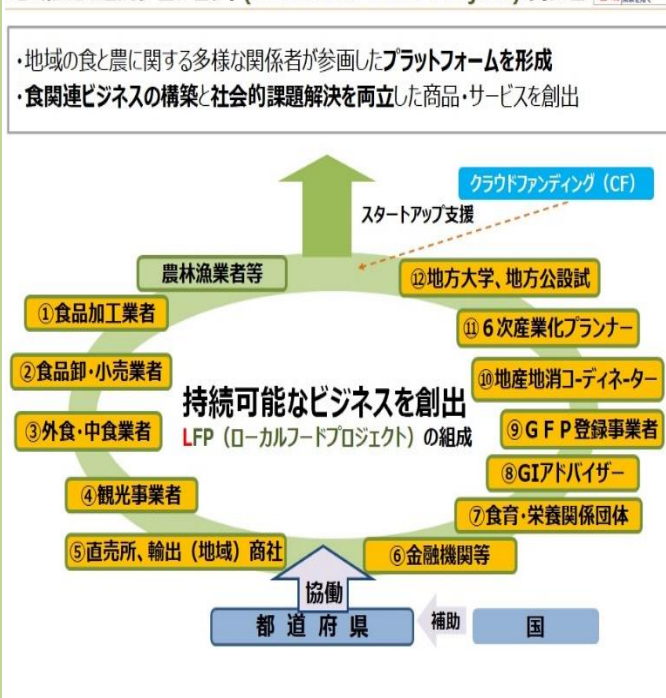 ・地域の食と農に関する多様な関係者が参画したプラットフォームを形成
・食関連ビジネスの構築と社会的課題解決を両立した商品・サービスを創出
クラウドファンディング（CF）
スタートアップ支援
農林漁業者等
⑫地方大学、地方公設試
①食品加工業者
⑪６次産業化プランナー
②食品卸・小売業者
⑩地産地消コーディネーター
持続可能なビジネスを創出
LFP（ローカルフードプロジェクト）の組成
③外食・中食業者
⑨ＧＦＰ登録事業者
⑧GIアドバイザー
④観光事業者
⑦食育・栄養関係団体
⑤直売所、輸出（地域）商社
⑥金融機関等
協働
都道府県
補助
国